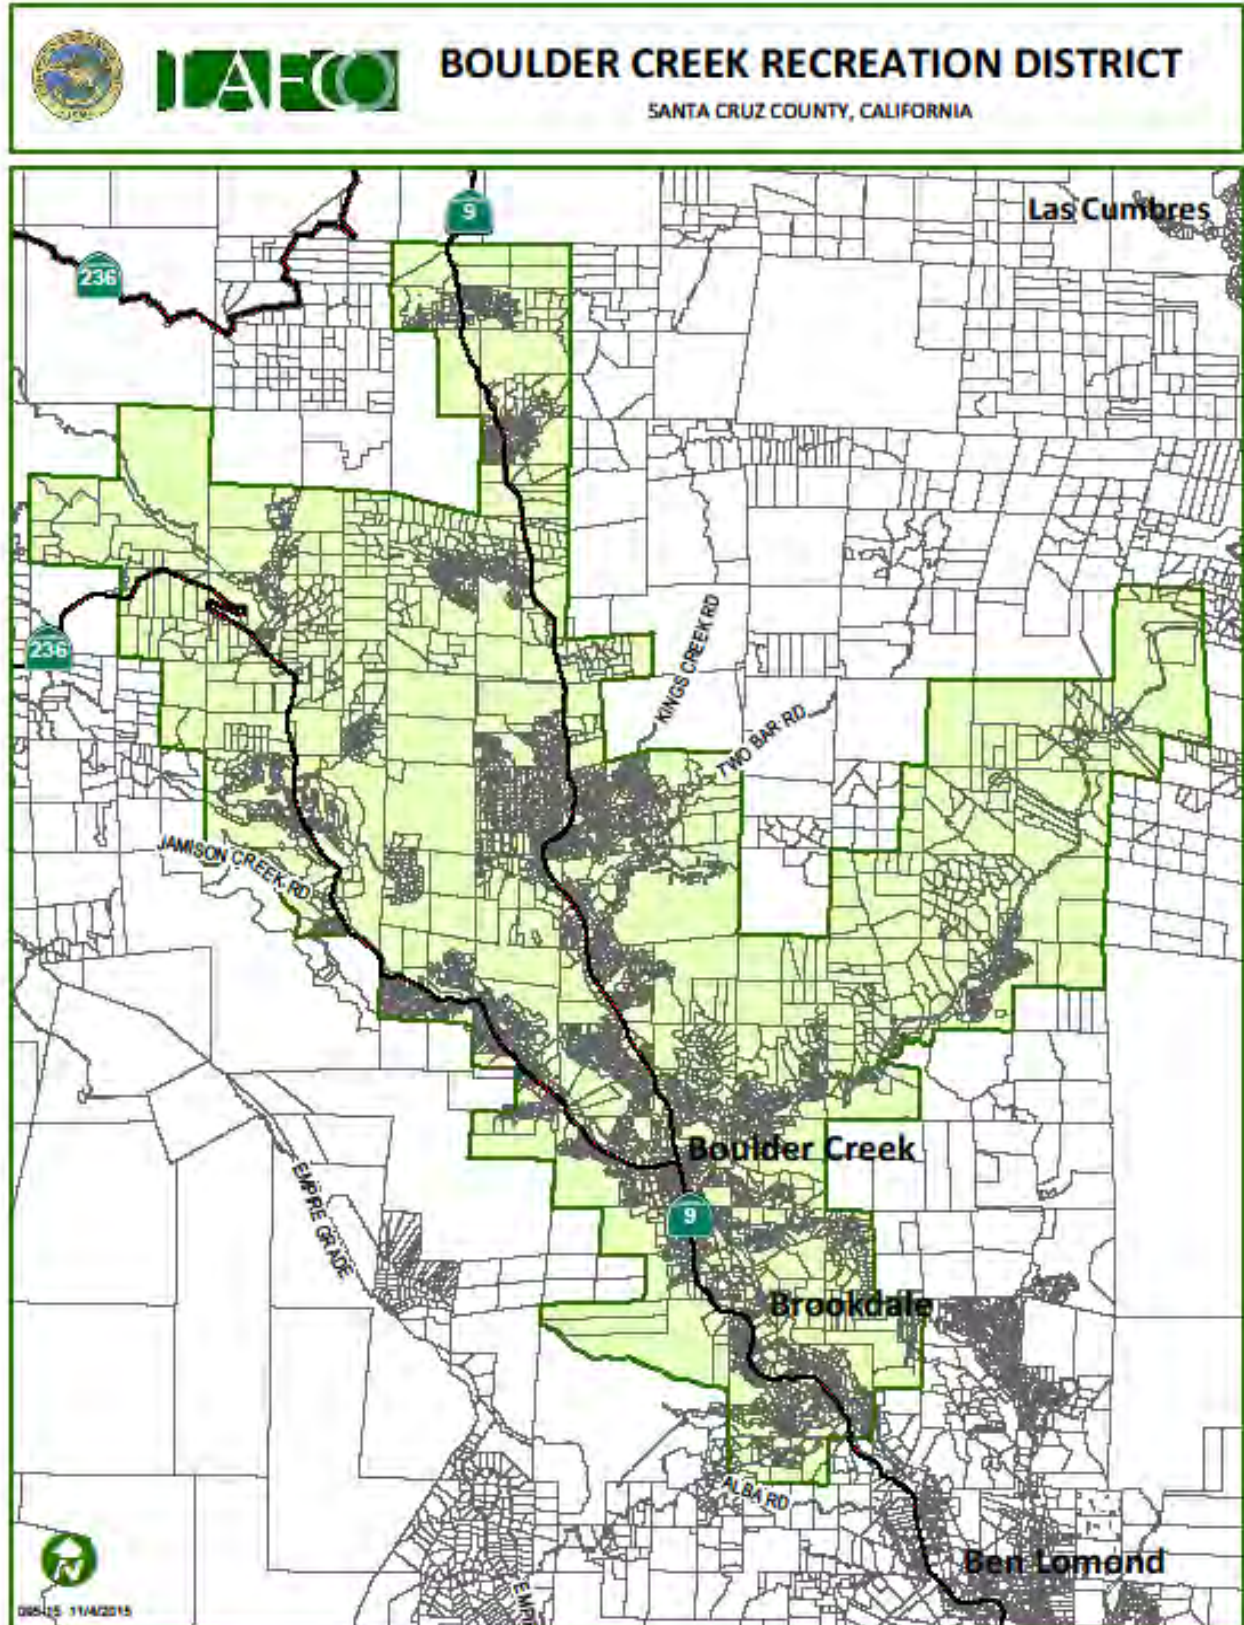 LAFCO
BOULDER CREEK RECREATION DISTRICT
SANTA CRUZ COUNTY, CALIFORNIA
Las Cumbres
9
236
236
KINGS CREEK RD
TWO BAR RD
JAMISON CREEK RD
Boulder Creek
9
EMPIRE GRADE
Brookdale
ALBA RD
Ben Lomond
N
11/4/2015